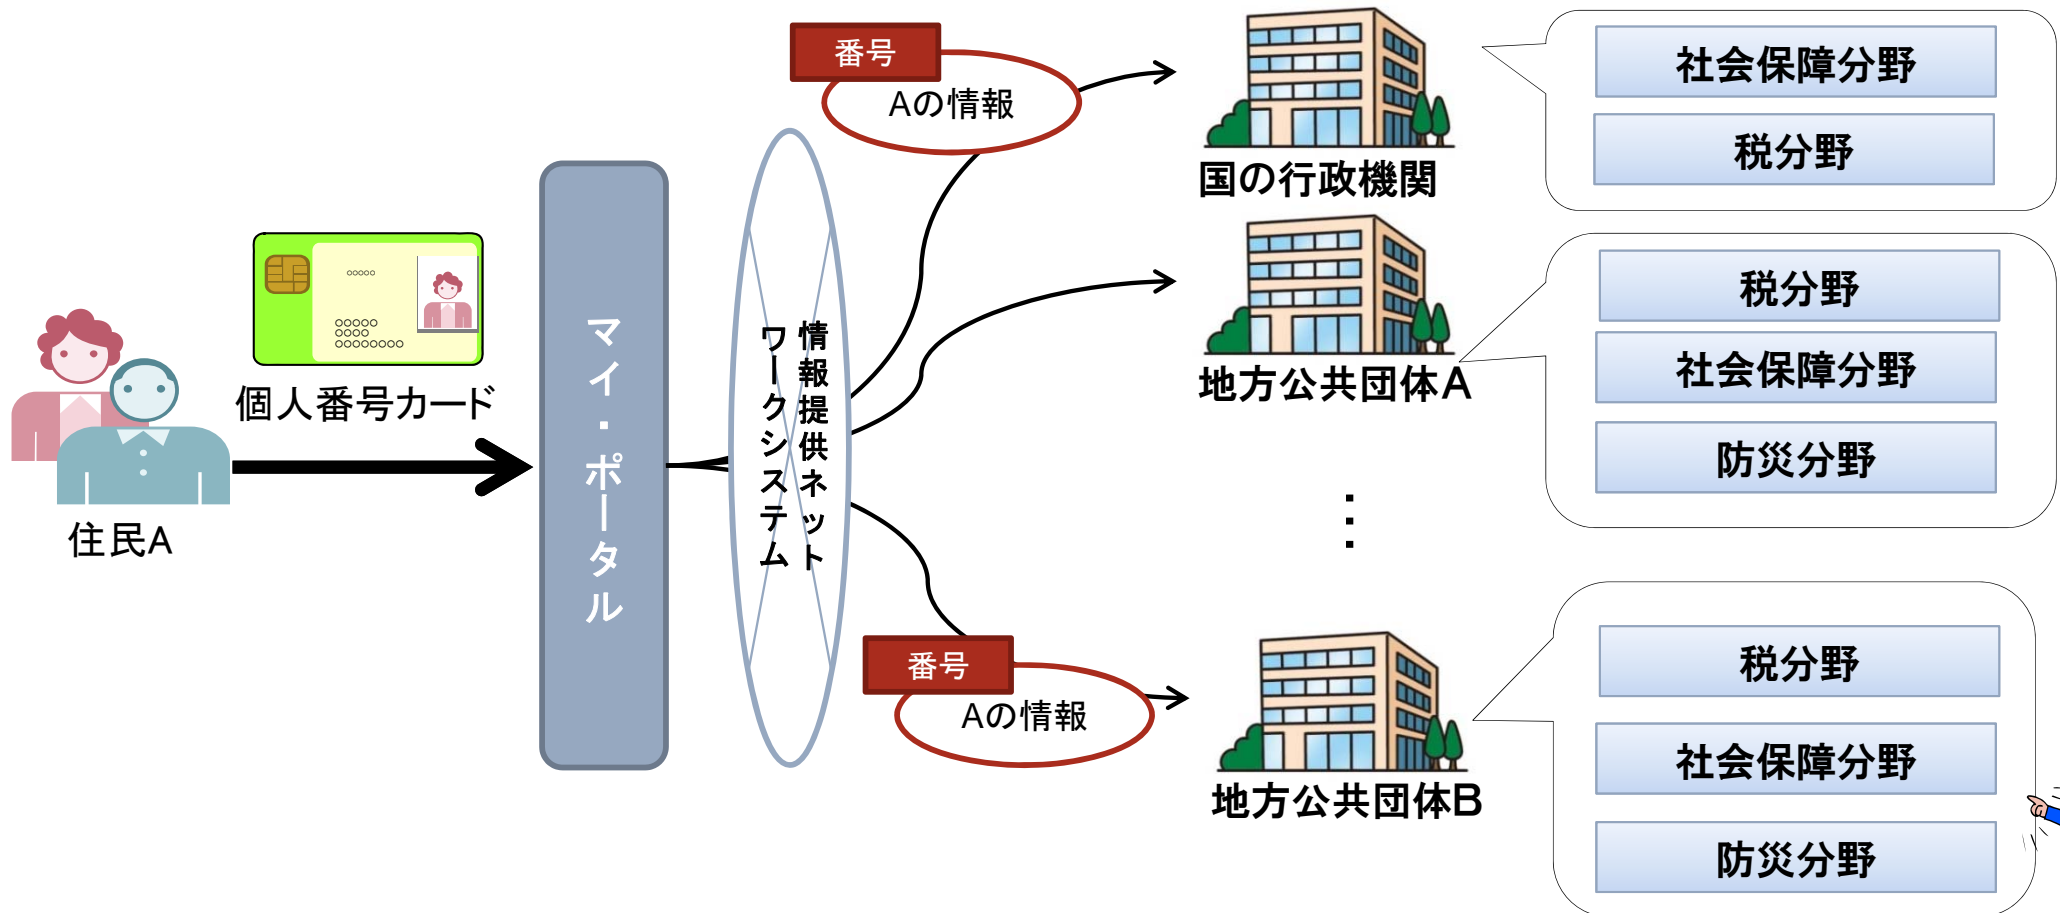 番号
Aの情報
国の行政機関
社会保障分野
税分野
○○○○○
○○○○○
○○○○
○○○○○○○○
個人番号カード
住民A
マイ・ポータル
情報提供ネット
ワークシステム
地方公共団体A
税分野
社会保障分野
防災分野
⋮
番号
Aの情報
地方公共団体B
税分野
社会保障分野
防災分野